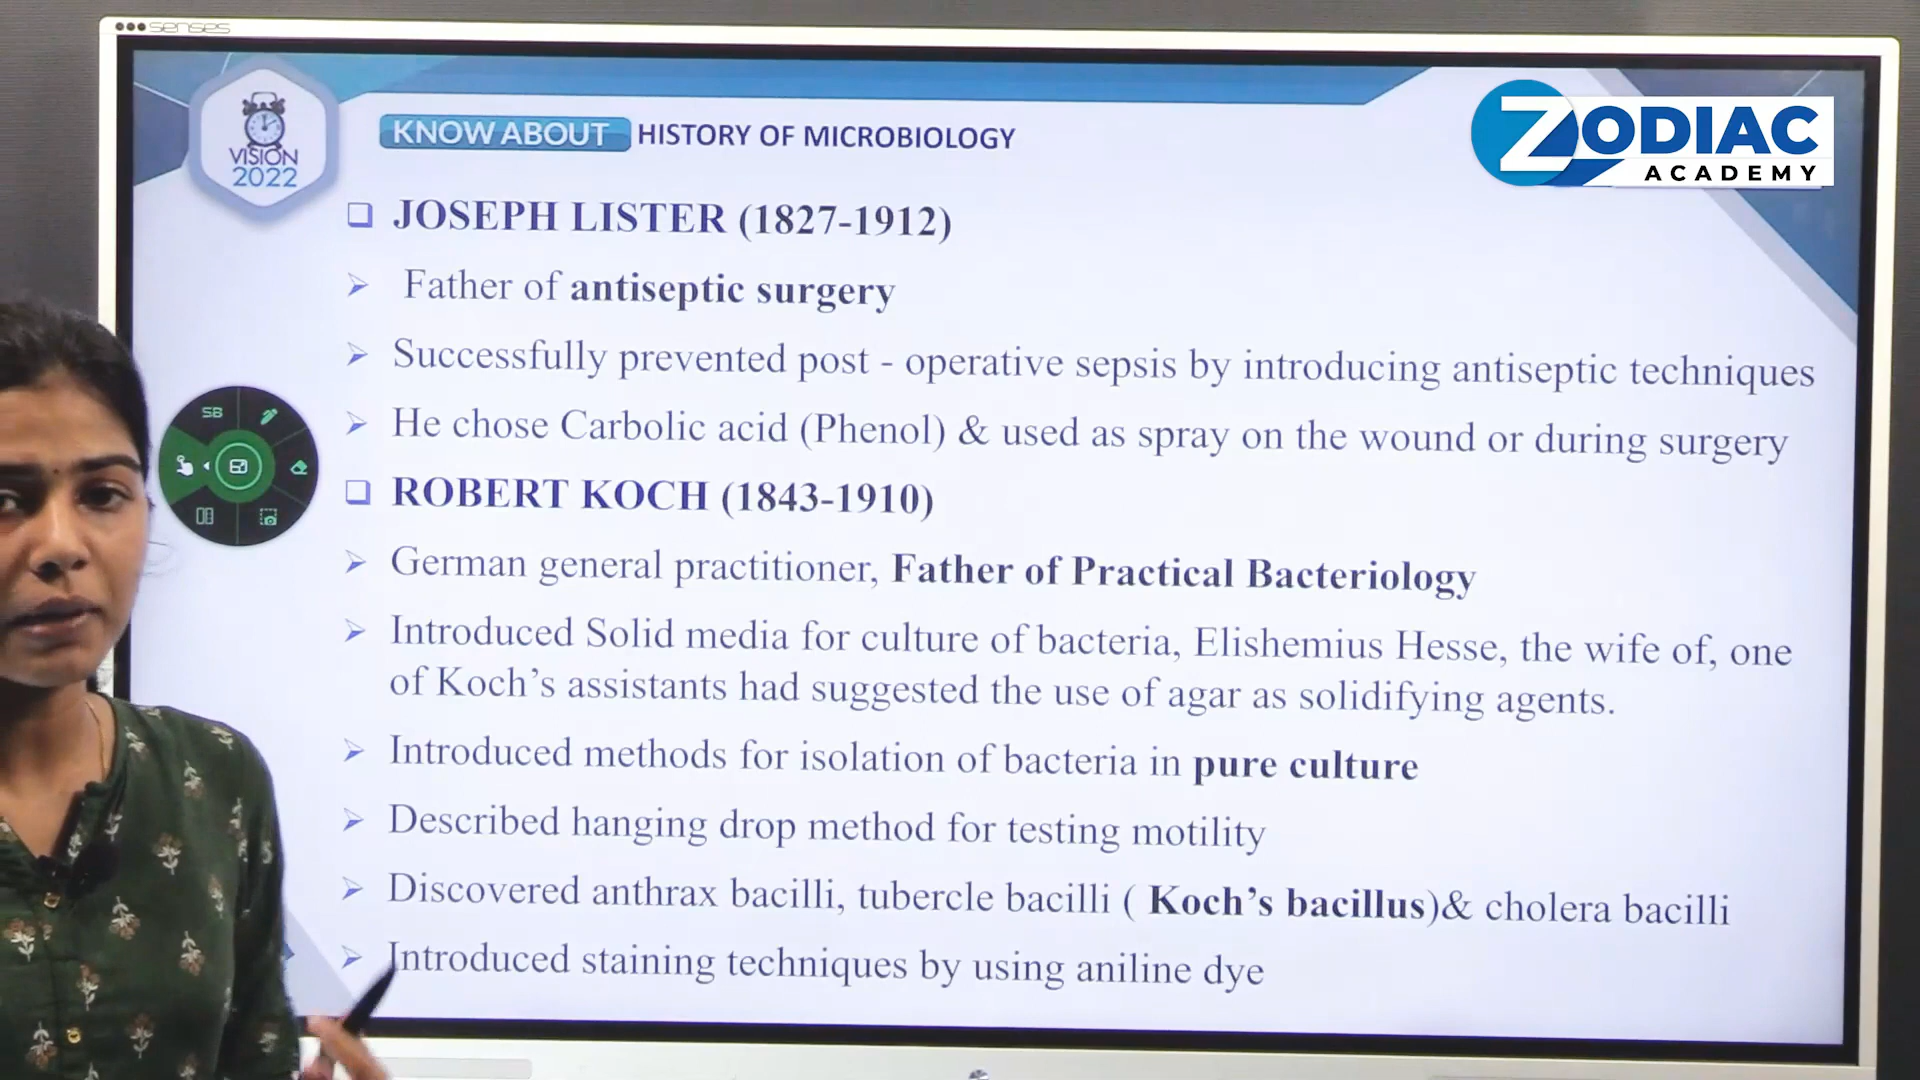 senses
VISION
2022
KNOW ABOUT HISTORY OF MICROBIOLOGY
ZODIAC
ACADEMY
❑ JOSEPH LISTER (1827-1912)
➢ Father of antiseptic surgery
➢ Successfully prevented post - operative sepsis by introducing antiseptic techniques
➢ He chose Carbolic acid (Phenol) & used as spray on the wound or during surgery
SB
❑ ROBERT KOCH (1843-1910)
➢ German general practitioner, Father of Practical Bacteriology
➢ Introduced Solid media for culture of bacteria, Elishemius Hesse, the wife of, one
of Koch's assistants had suggested the use of agar as solidifying agents.
➢ Introduced methods for isolation of bacteria in pure culture
➢ Described hanging drop method for testing motility
➢ Discovered anthrax bacilli, tubercle bacilli ( Koch's bacillus)& cholera bacilli
➢ Introduced staining techniques by using aniline dye